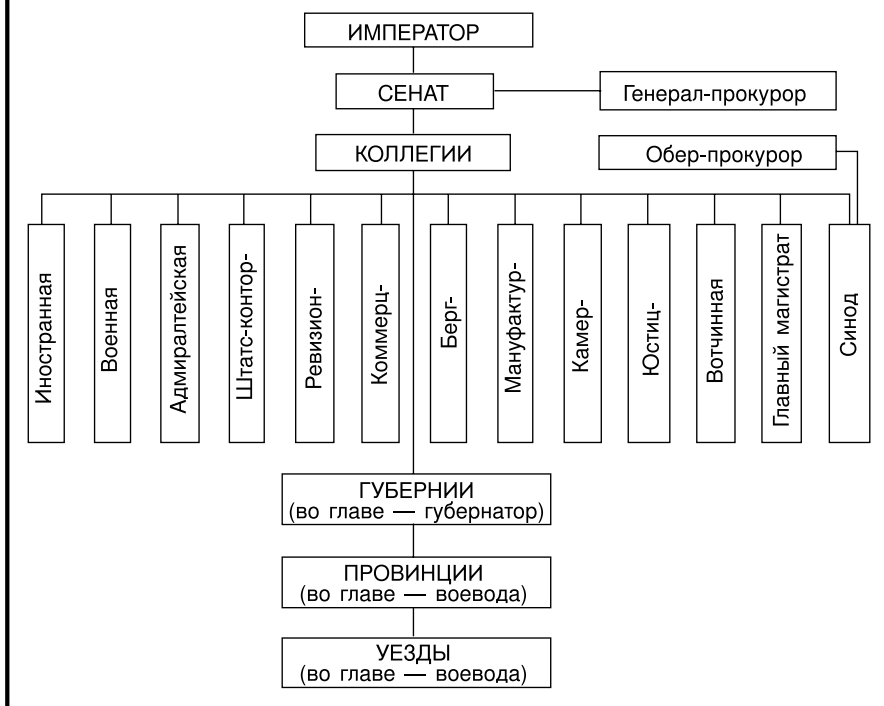 ИМПЕРАТОР
СЕНАТ
Генерал-прокурор
КОЛЛЕГИИ
Обер-прокурор
Иностранная
Военная
Адмиралтейская
Штатс-контор-
Ревизион-
Коммерц-
Берг-
Мануфактур-
Камер-
Юстиц-
Вотчинная
Главный магистрат
Синод
ГУБЕРНИИ
(во главе — губернатор)
ПРОВИНЦИИ
(во главе — воевода)
УЕЗДЫ
(во главе — воевода)